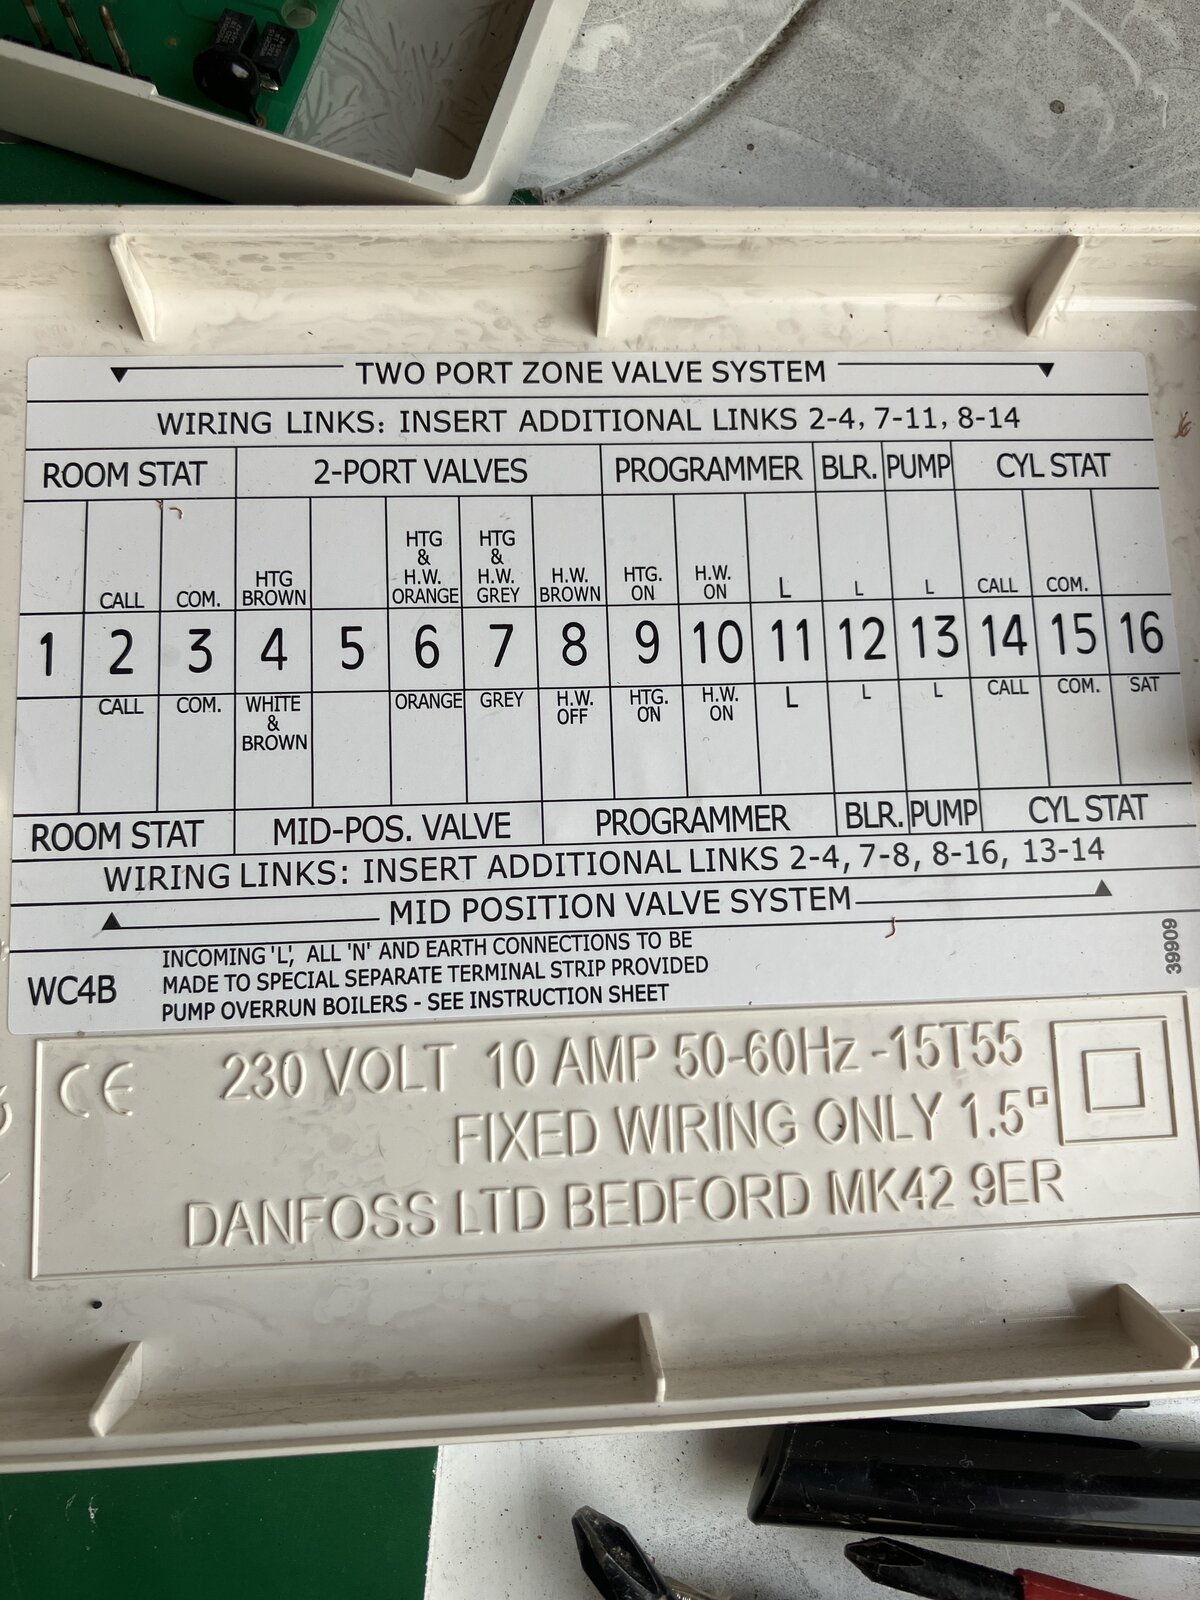 TWO PORT ZONE VALVE SYSTEM
WIRING LINKS: INSERT ADDITIONAL LINKS 2-4, 7-11, 8-14
ROOM STAT 2-PORT VALVES PROGRAMMER BLR. PUMP CYL STAT
CALL COM. HTG BROWN HTG & H.W. ORANGE HTG & H.W. GREY H.W. BROWN HTG. ON H.W. ON L L L CALL COM.
1 2 3 4 5 6 7 8 9 10 11 12 13 14 15 16
CALL COM. WHITE & BROWN ORANGE GREY H.W. OFF HTG. ON H.W. ON L L L CALL COM. SAT
ROOM STAT MID-POS. VALVE PROGRAMMER BLR. PUMP CYL STAT
WIRING LINKS: INSERT ADDITIONAL LINKS 2-4, 7-8, 8-16, 13-14
MID POSITION VALVE SYSTEM
WC4B
INCOMING 'L', ALL 'N' AND EARTH CONNECTIONS TO BE
MADE TO SPECIAL SEPARATE TERMINAL STRIP PROVIDED
PUMP OVERRUN BOILERS - SEE INSTRUCTION SHEET
39909
CE 230 VOLT 10 AMP 50-60Hz -15T55
FIXED WIRING ONLY 1.5▫
DANFOSS LTD BEDFORD MK42 9ER